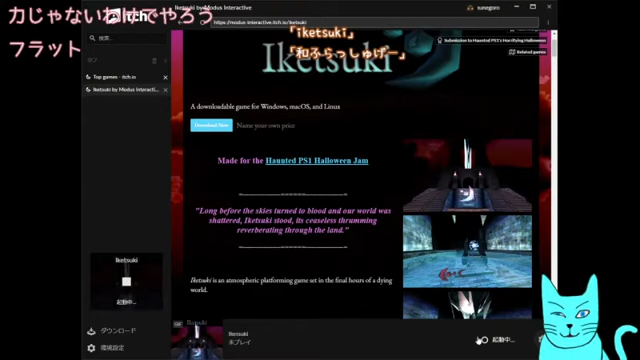 力じゃない
でやろう
フラット
itch
「iketsuki」
「和ふらっしゅげー」
Iketsuki by Modus Interactive
sunegoro
https://modus-interactive.itch.io/iketsuki
検索...
Submission to Haunted PS1's Horrifying Halloween
Related games
Top games - itch.io
Iketsuki by Modus Interacti...
Iketsuki
A downloadable game for Windows, macOS, and Linux
Download Now
Name your own price
Made for the Haunted PS1 Halloween Jam
"Long before the skies turned to blood and our world was
shattered, Iketsuki stood, its ceaseless thrumming
reverberating through the land."
Iketsuki is an atmospheric platforming game set in the final hours of a dying
world.
Iketsuki
起動中...
ダウンロード
環境設定
GIF
Iketsuki
未プレイ
起動中...